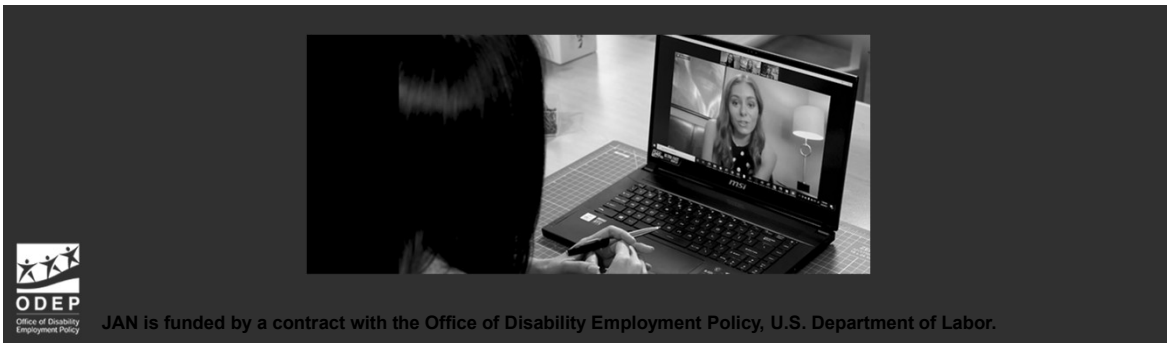 msi
ODEP
Office of Disability
Employment Policy
JAN is funded by a contract with the Office of Disability Employment Policy, U.S. Department of Labor.